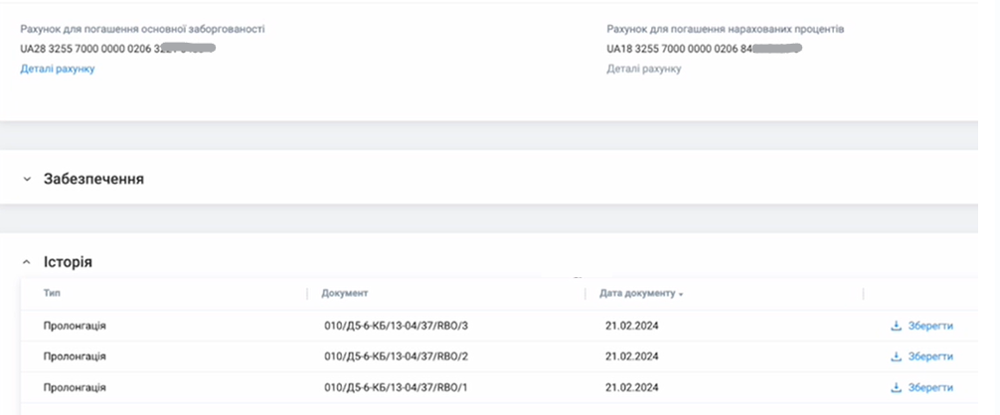 Рахунок для погашення основної заборгованості
UA28 3255 7000 0000 0206
Деталі рахунку
Рахунок для погашення нарахованих процентів
UA18 3255 7000 0000 0206 84
Деталі рахунку
Забезпечення
Історія
Тип Документ Дата документу
Пролонгація 010/Д5-6-КБ/13-04/37/RBO/3 21.02.2024 Зберегти
Пролонгація 010/Д5-6-КБ/13-04/37/RBO/2 21.02.2024 Зберегти
Пролонгація 010/Д5-6-КБ/13-04/37/RBO/1 21.02.2024 Зберегти